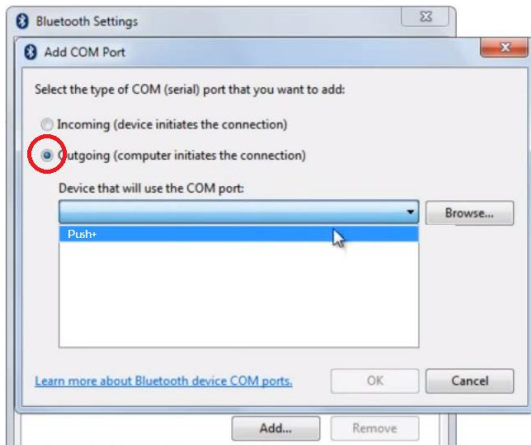 Bluetooth Settings
Add COM Port
Select the type of COM (serial) port that you want to add:
Incoming (device initiates the connection)
Outgoing (computer initiates the connection)
Device that will use the COM port:
Browse...
Push+
Learn more about Bluetooth device COM ports.
OK
Cancel
Add...
Remove